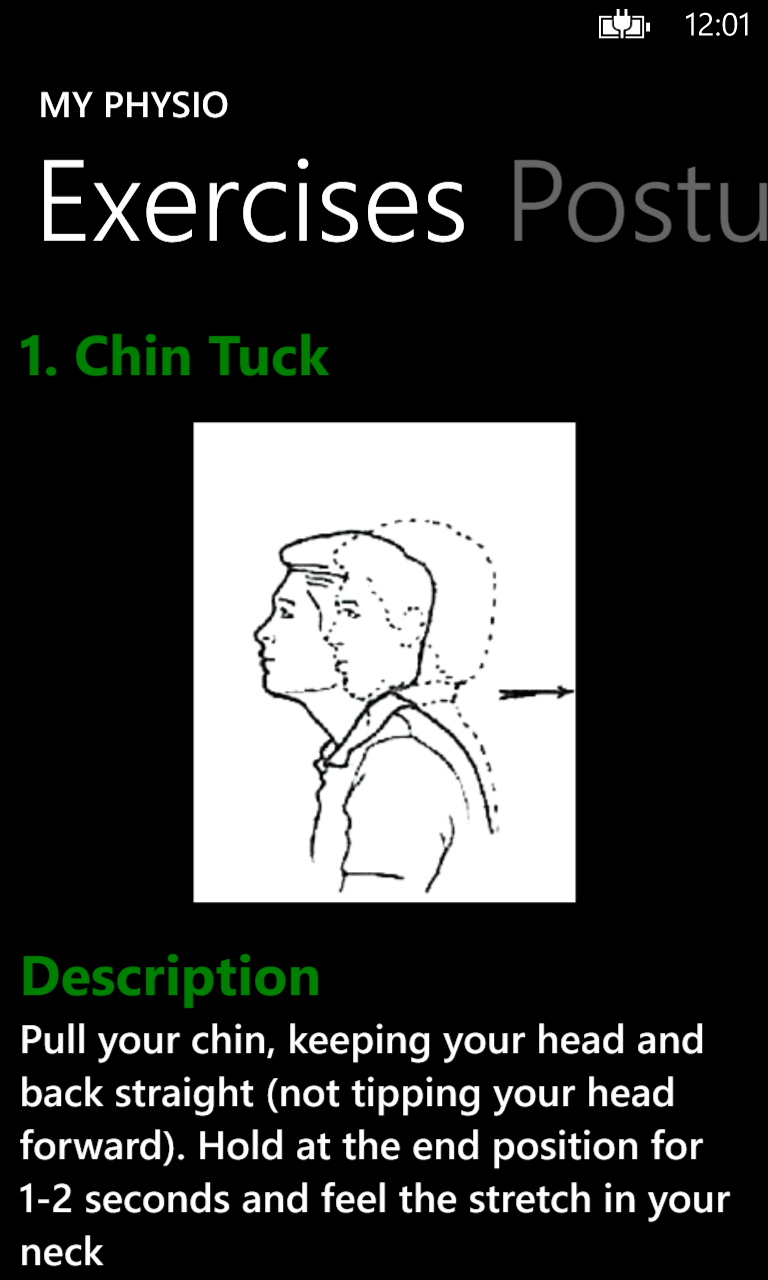 12:01
MY PHYSIO
Exercises Postu
1. Chin Tuck
Description
Pull your chin, keeping your head and
back straight (not tipping your head
forward). Hold at the end position for
1-2 seconds and feel the stretch in your
neck